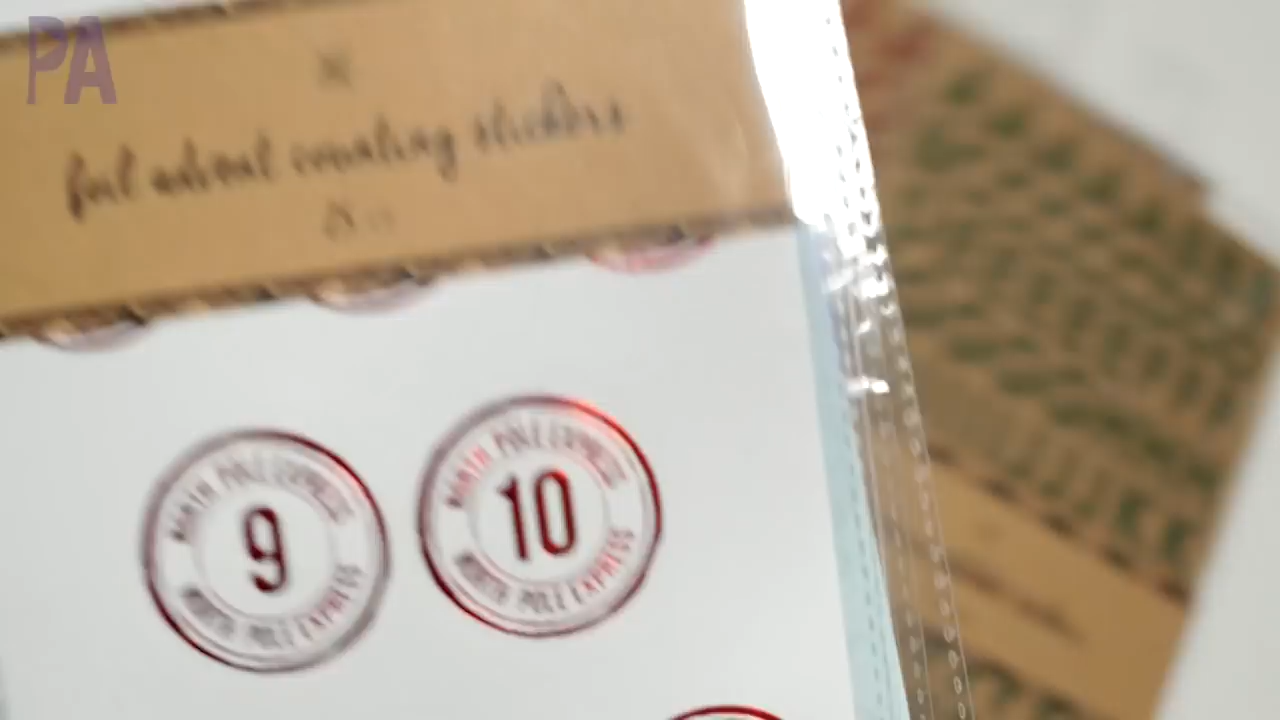 PA
foil advent counting stickers
NORTH POLE EXPRESS
9
NORTH POLE EXPRESS
NORTH POLE EXPRESS
10
NORTH POLE EXPRESS